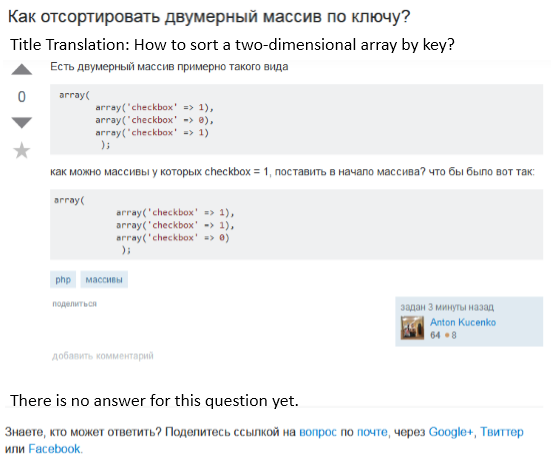 Как отсортировать двумерный массив по ключу?
Title Translation: How to sort a two-dimensional array by key?
Есть двумерный массив примерно такого вида
0
array(
array('checkbox' => 1),
array('checkbox' => 0),
array('checkbox' => 1)
);
как можно массивы у которых checkbox = 1, поставить в начало массива? что бы было вот так:
array(
array('checkbox' => 1),
array('checkbox' => 1),
array('checkbox' => 0)
);
php массивы
поделиться
задан 3 минуты назад
Anton Kucenko
64 8
добавить комментарий
There is no answer for this question yet.
Знаете, кто может ответить? Поделитесь ссылкой на вопрос по почте, через Google+, Твиттер
или Facebook.